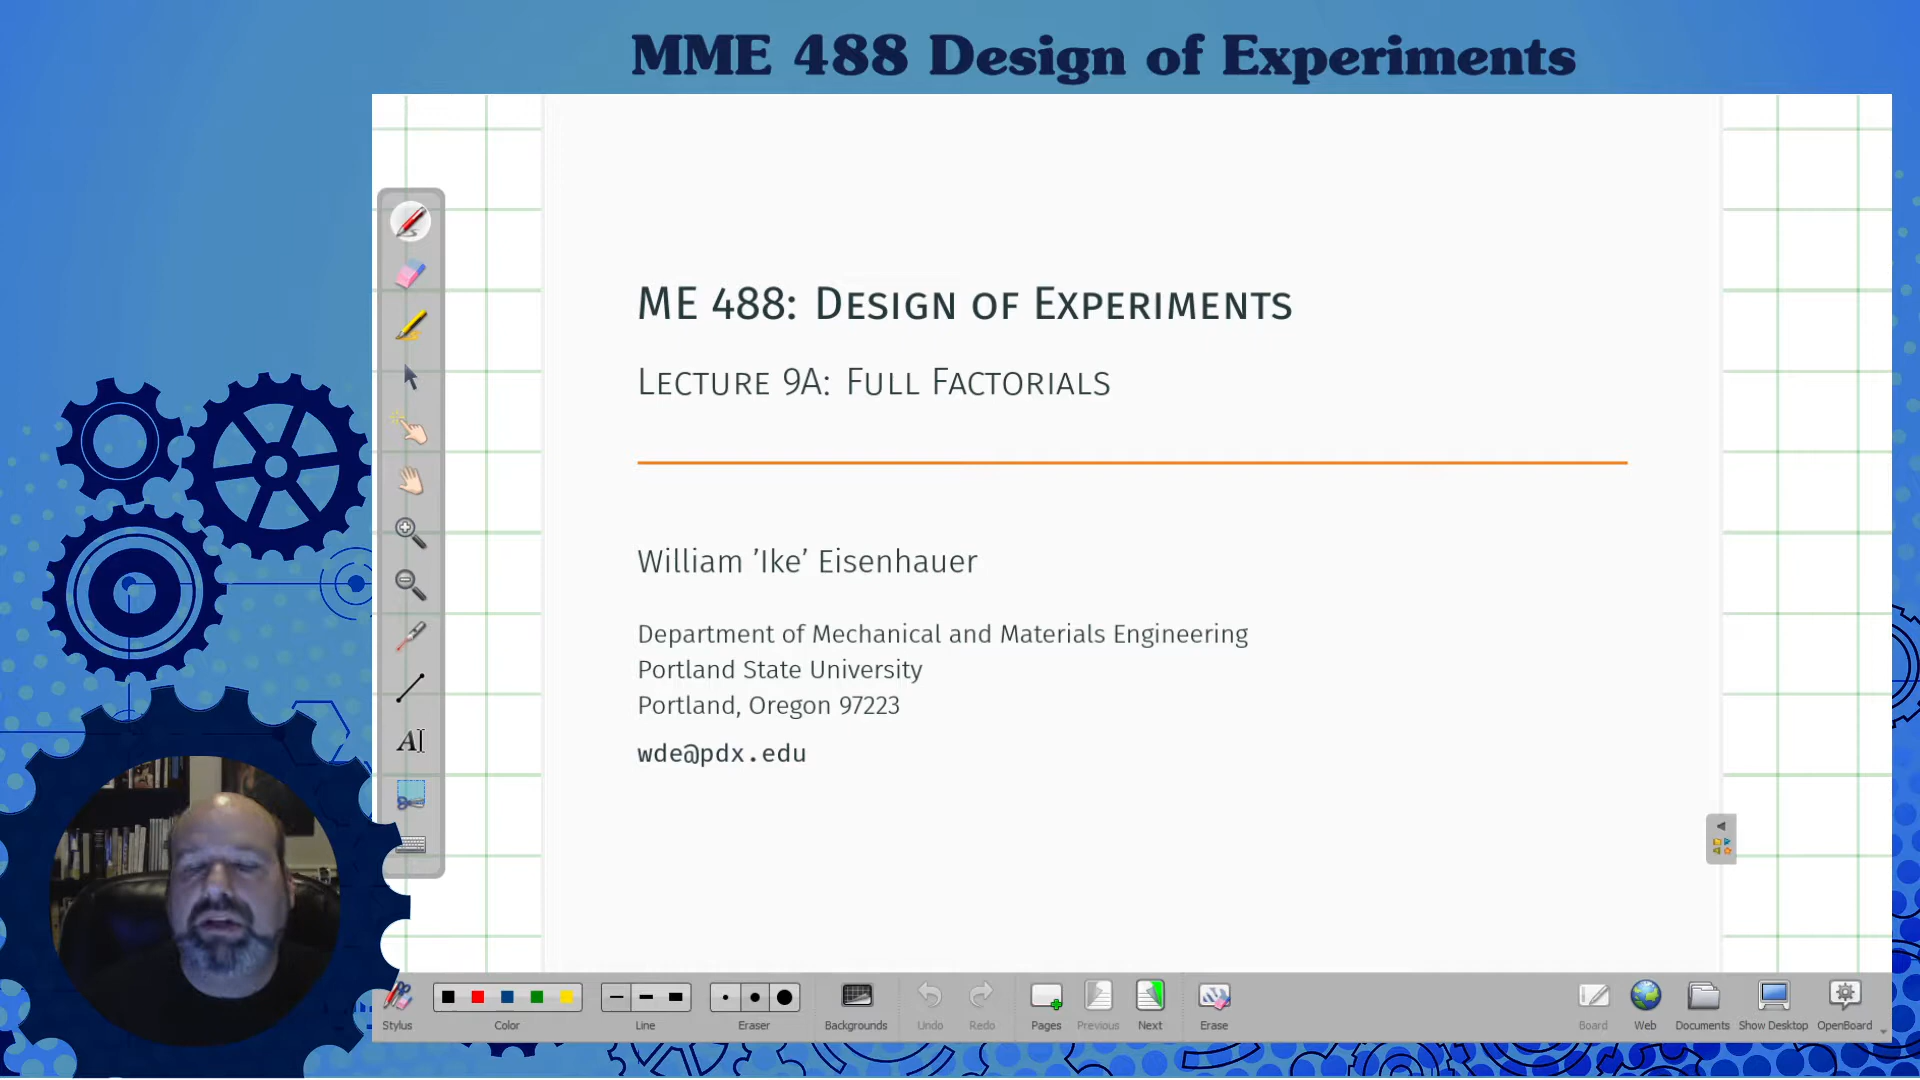 MME 488 Design of Experiments
ME 488: Design of Experiments
Lecture 9A: Full Factorials
William 'Ike' Eisenhauer
Department of Mechanical and Materials Engineering
Portland State University
Portland, Oregon 97223
wde@pdx.edu
Stylus
Color
Line
Eraser
Backgrounds
Undo
Redo
Pages
Previous
Next
Erase
Board
Web
Documents
Show Desktop
OpenBoard